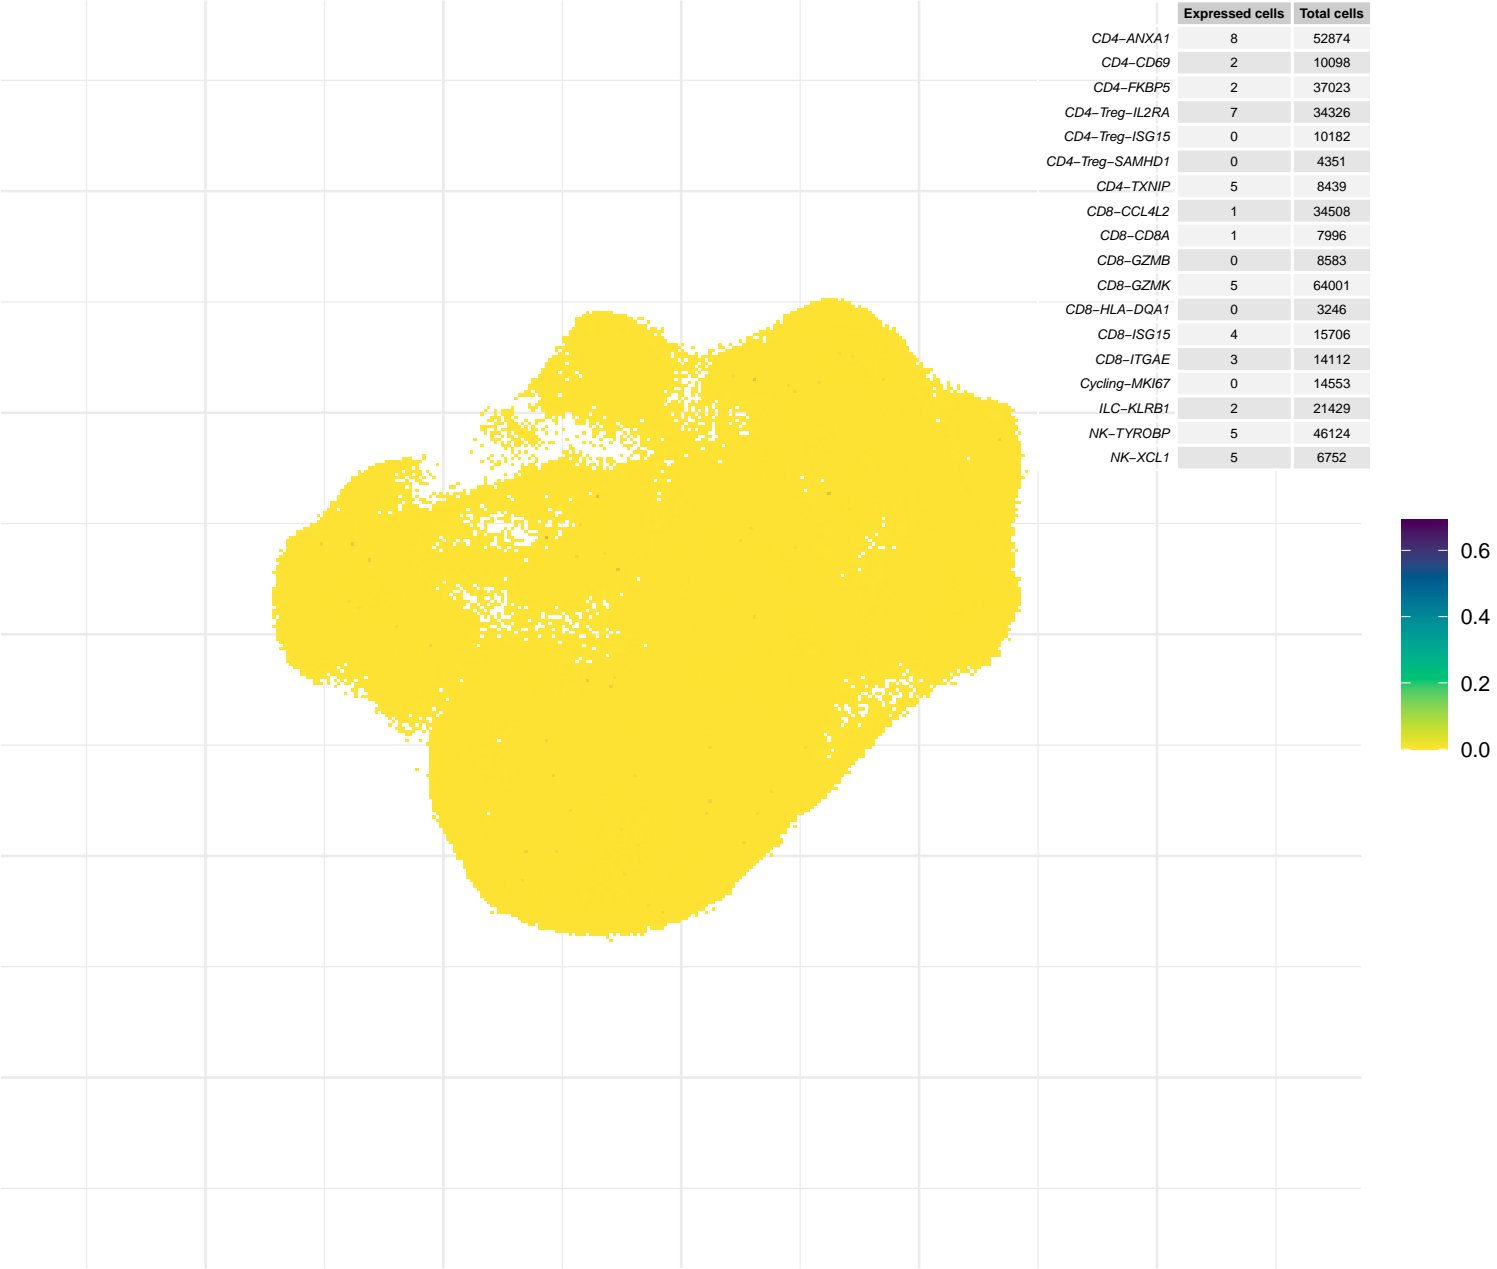 Expressed cells Total cells
CD4−ANXA1 8 52874
CD4−CD69 2 10098
CD4−FKBP5 2 37023
CD4−Treg−IL2RA 7 34326
CD4−Treg−ISG15 0 10182
CD4−Treg−SAMHD1 0 4351
CD4−TXNIP 5 8439
CD8−CCL4L2 1 34508
CD8−CD8A 1 7996
CD8−GZMB 0 8583
CD8−GZMK 5 64001
CD8−HLA−DQA1 0 3246
CD8−ISG15 4 15706
CD8−ITGAE 3 14112
Cycling−MKI67 0 14553
ILC−KLRB1 2 21429
NK−TYROBP 5 46124
NK−XCL1 5 6752
0.6
0.4
0.2
0.0